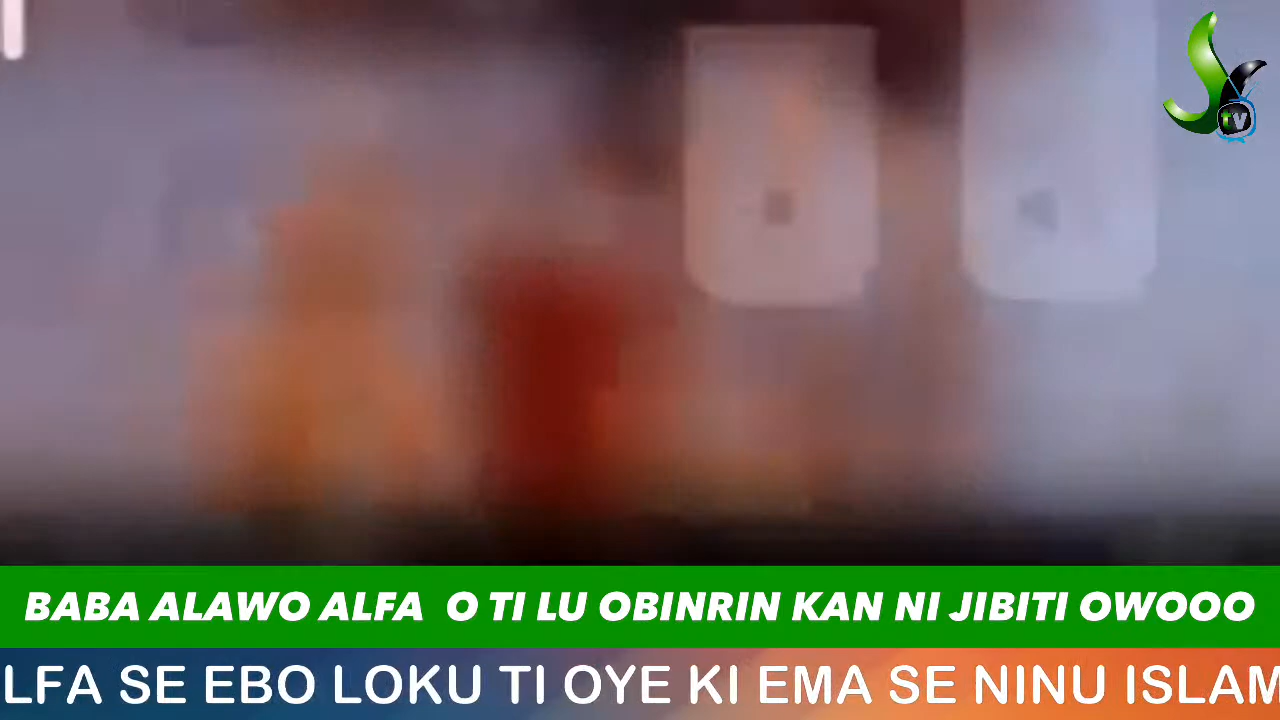 tv
BABA ALAWO ALFA O TI LU OBINRIN KAN NI JIBITI OWOOO
LFA SE EBO LOKU TI OYE KI EMA SE NINU ISLAM